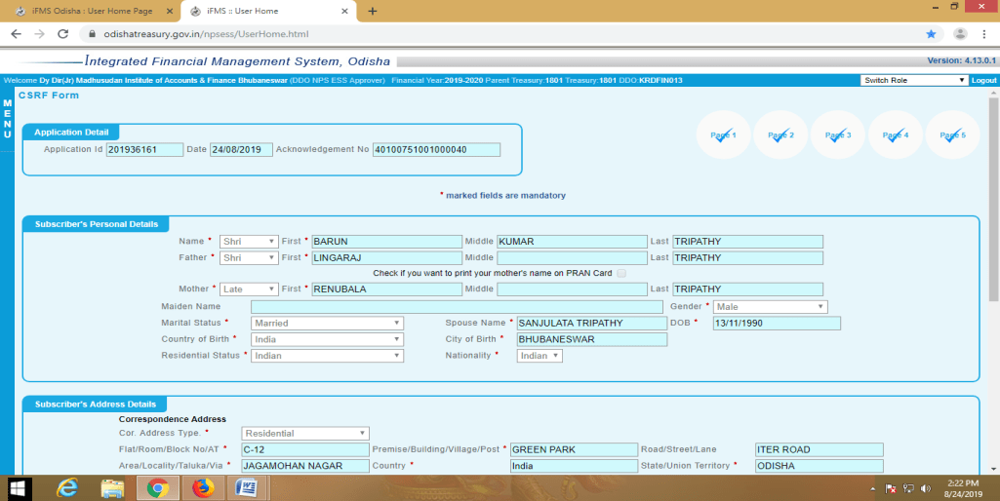 iFMS Odisha : User Home Page
iFMS :: User Home
odishatreasury.gov.in/npsess/UserHome.html
Integrated Financial Management System, Odisha
Version: 4.13.0.1
Welcome Dy Dir(Jr) Madhusudan Institute of Accounts & Finance Bhubaneswar (DDO NPS ESS Approver) Financial Year:2019-2020 Parent Treasury:1801 Treasury:1801 DDO:KRDFIN013 Switch Role Logout
MENU
CSRF Form
Application Detail
Application Id 201936161 Date 24/08/2019 Acknowledgement No 40100751001000040
Page 1 Page 2 Page 3 Page 4 Page 5
* marked fields are mandatory
Subscriber's Personal Details
Name * Shri First * BARUN Middle KUMAR Last TRIPATHY
Father * Shri First * LINGARAJ Middle Last TRIPATHY
Check if you want to print your mother's name on PRAN Card
Mother * Late First * RENUBALA Middle Last TRIPATHY
Maiden Name Gender * Male
Marital Status * Married Spouse Name * SANJULATA TRIPATHY DOB * 13/11/1990
Country of Birth * India City of Birth * BHUBANESWAR
Residential Status * Indian Nationality * Indian
Subscriber's Address Details
Correspondence Address
Cor. Address Type. * Residential
Flat/Room/Block No/AT * C-12 Premise/Building/Village/Post * GREEN PARK Road/Street/Lane ITER ROAD
Area/Locality/Taluka/Via * JAGAMOHAN NAGAR Country * India State/Union Territory * ODISHA
2:22 PM
8/24/2019